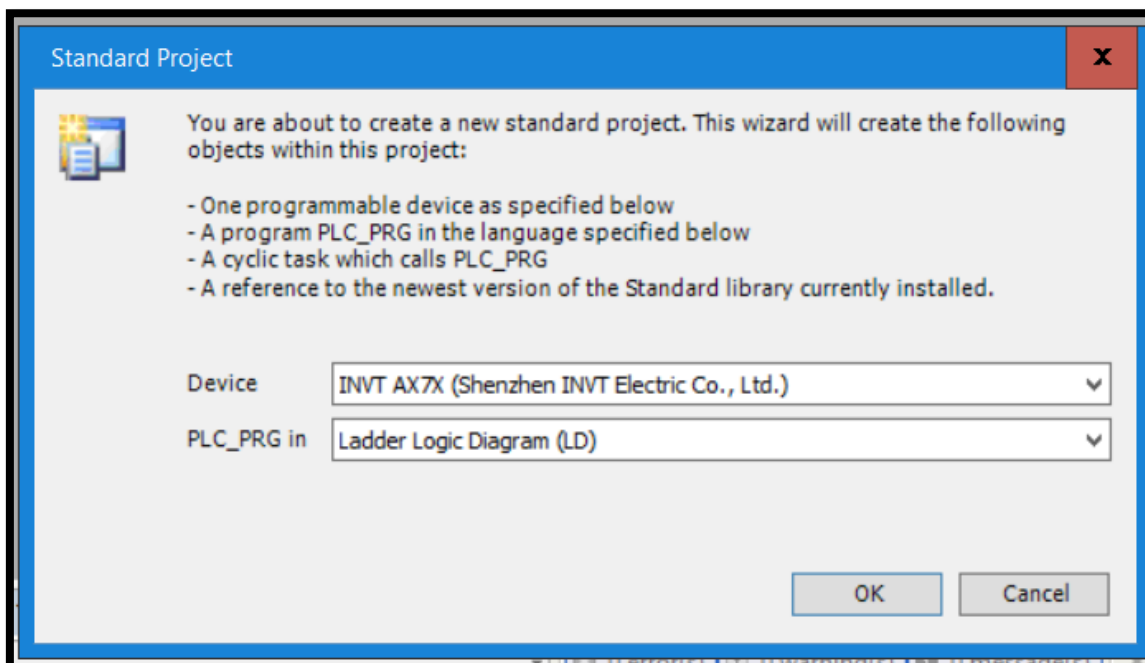 Standard Project
x
You are about to create a new standard project. This wizard will create the following
objects within this project:
- One programmable device as specified below
- A program PLC_PRG in the language specified below
- A cyclic task which calls PLC_PRG
- A reference to the newest version of the Standard library currently installed.
Device INVT AX7X (Shenzhen INVT Electric Co., Ltd.)
PLC_PRG in Ladder Logic Diagram (LD)
OK Cancel